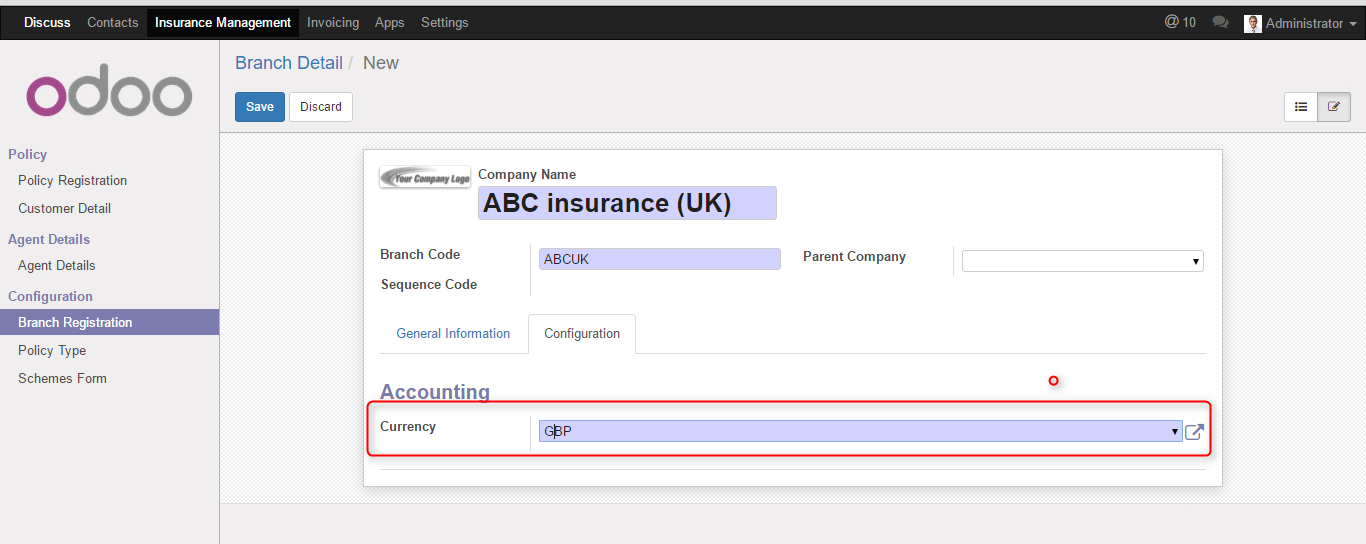 Discuss Contacts Insurance Management Invoicing Apps Settings @ 10 Administrator
odoo
Branch Detail / New
Save Discard
Policy
Policy Registration
Customer Detail
Agent Details
Agent Details
Configuration
Branch Registration
Policy Type
Schemes Form
Your Company Logo
Company Name
ABC insurance (UK)
Branch Code ABCUK Parent Company
Sequence Code
General Information Configuration
Accounting
Currency GBP